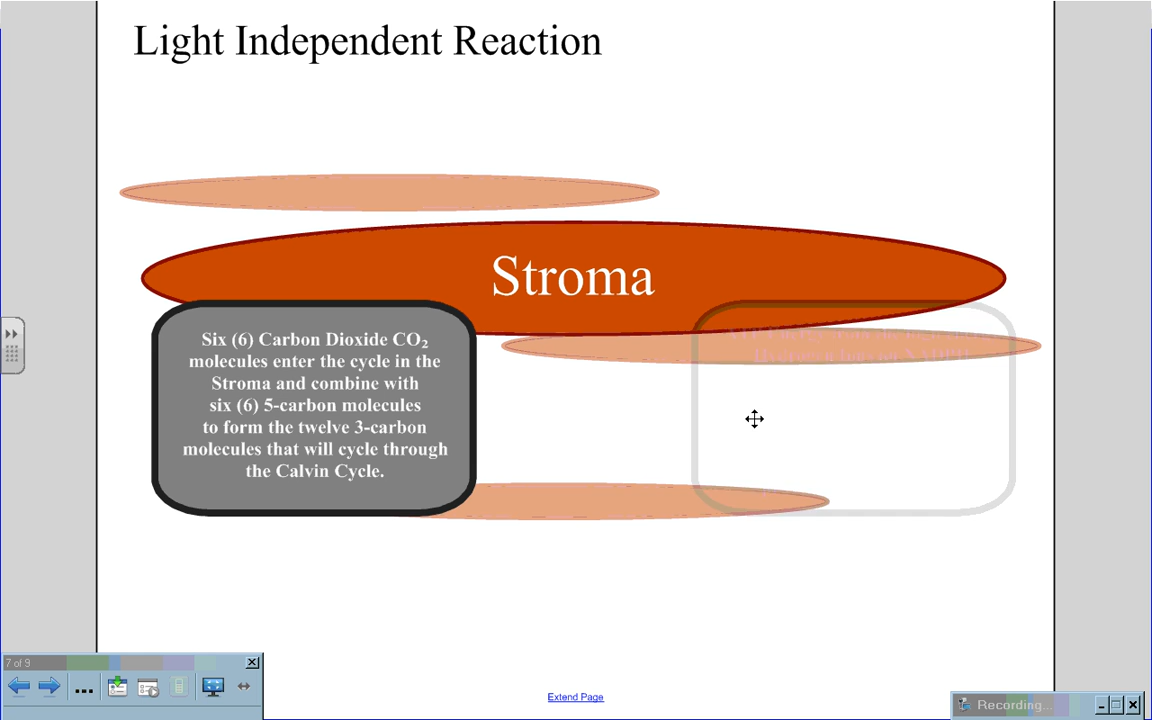 Light Independent Reaction
Stroma
Six (6) Carbon Dioxide CO₂
molecules enter the cycle in the
Stroma and combine with
six (6) 5-carbon molecules
to form the twelve 3-carbon
molecules that will cycle through
the Calvin Cycle.
7 of 9
...
Extend Page
Recording...